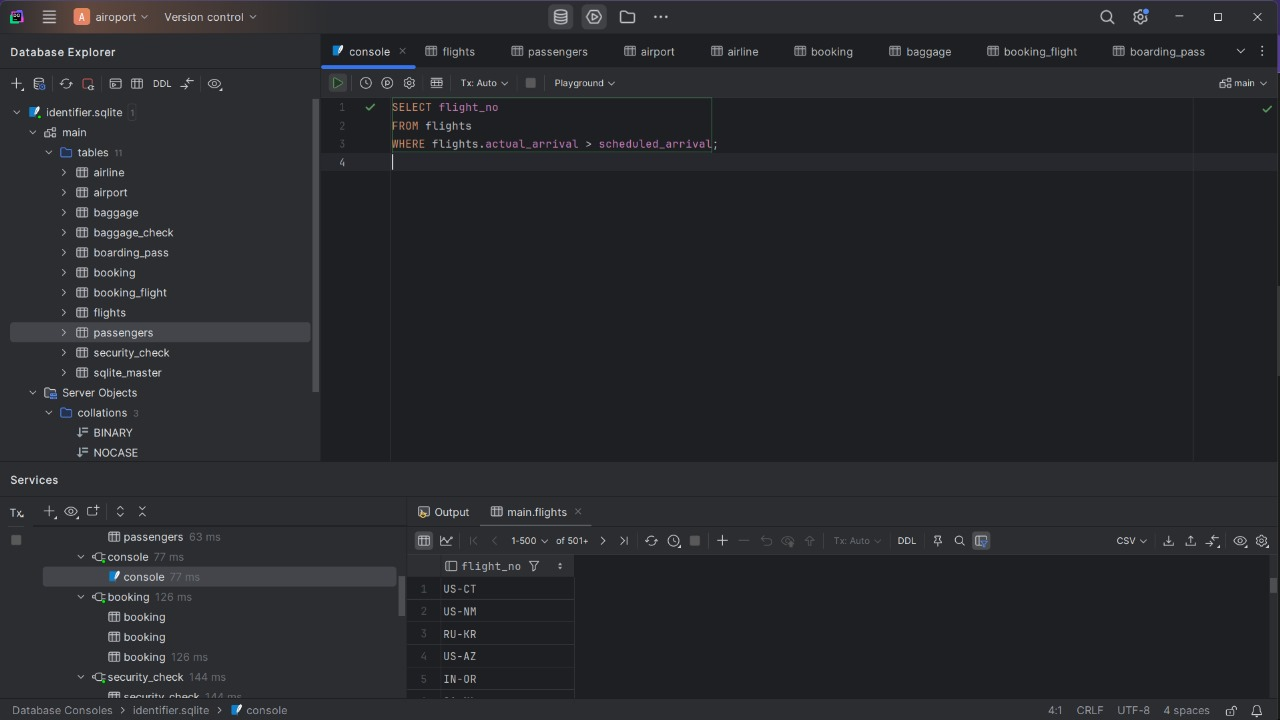 A airoport Version control
Database Explorer
console flights passengers airport airline booking baggage booking_flight boarding_pass
DDL
Tx: Auto Playground main
identifier.sqlite 1
main
tables 11
airline
airport
baggage
baggage_check
boarding_pass
booking
booking_flight
flights
passengers
security_check
sqlite_master
Server Objects
collations 3
BINARY
NOCASE
1 SELECT flight_no
2 FROM flights
3 WHERE flights.actual_arrival > scheduled_arrival;
4
Services
Tx
passengers 63 ms
console 77 ms
console 77 ms
booking 126 ms
booking
booking
booking 126 ms
security_check 144 ms
security_check 144 ms
Output main.flights
1-500 of 501+ Tx: Auto DDL CSV
flight_no
1 US-CT
2 US-NM
3 RU-KR
4 US-AZ
5 IN-OR
Database Consoles > identifier.sqlite > console
4:1 CRLF UTF-8 4 spaces